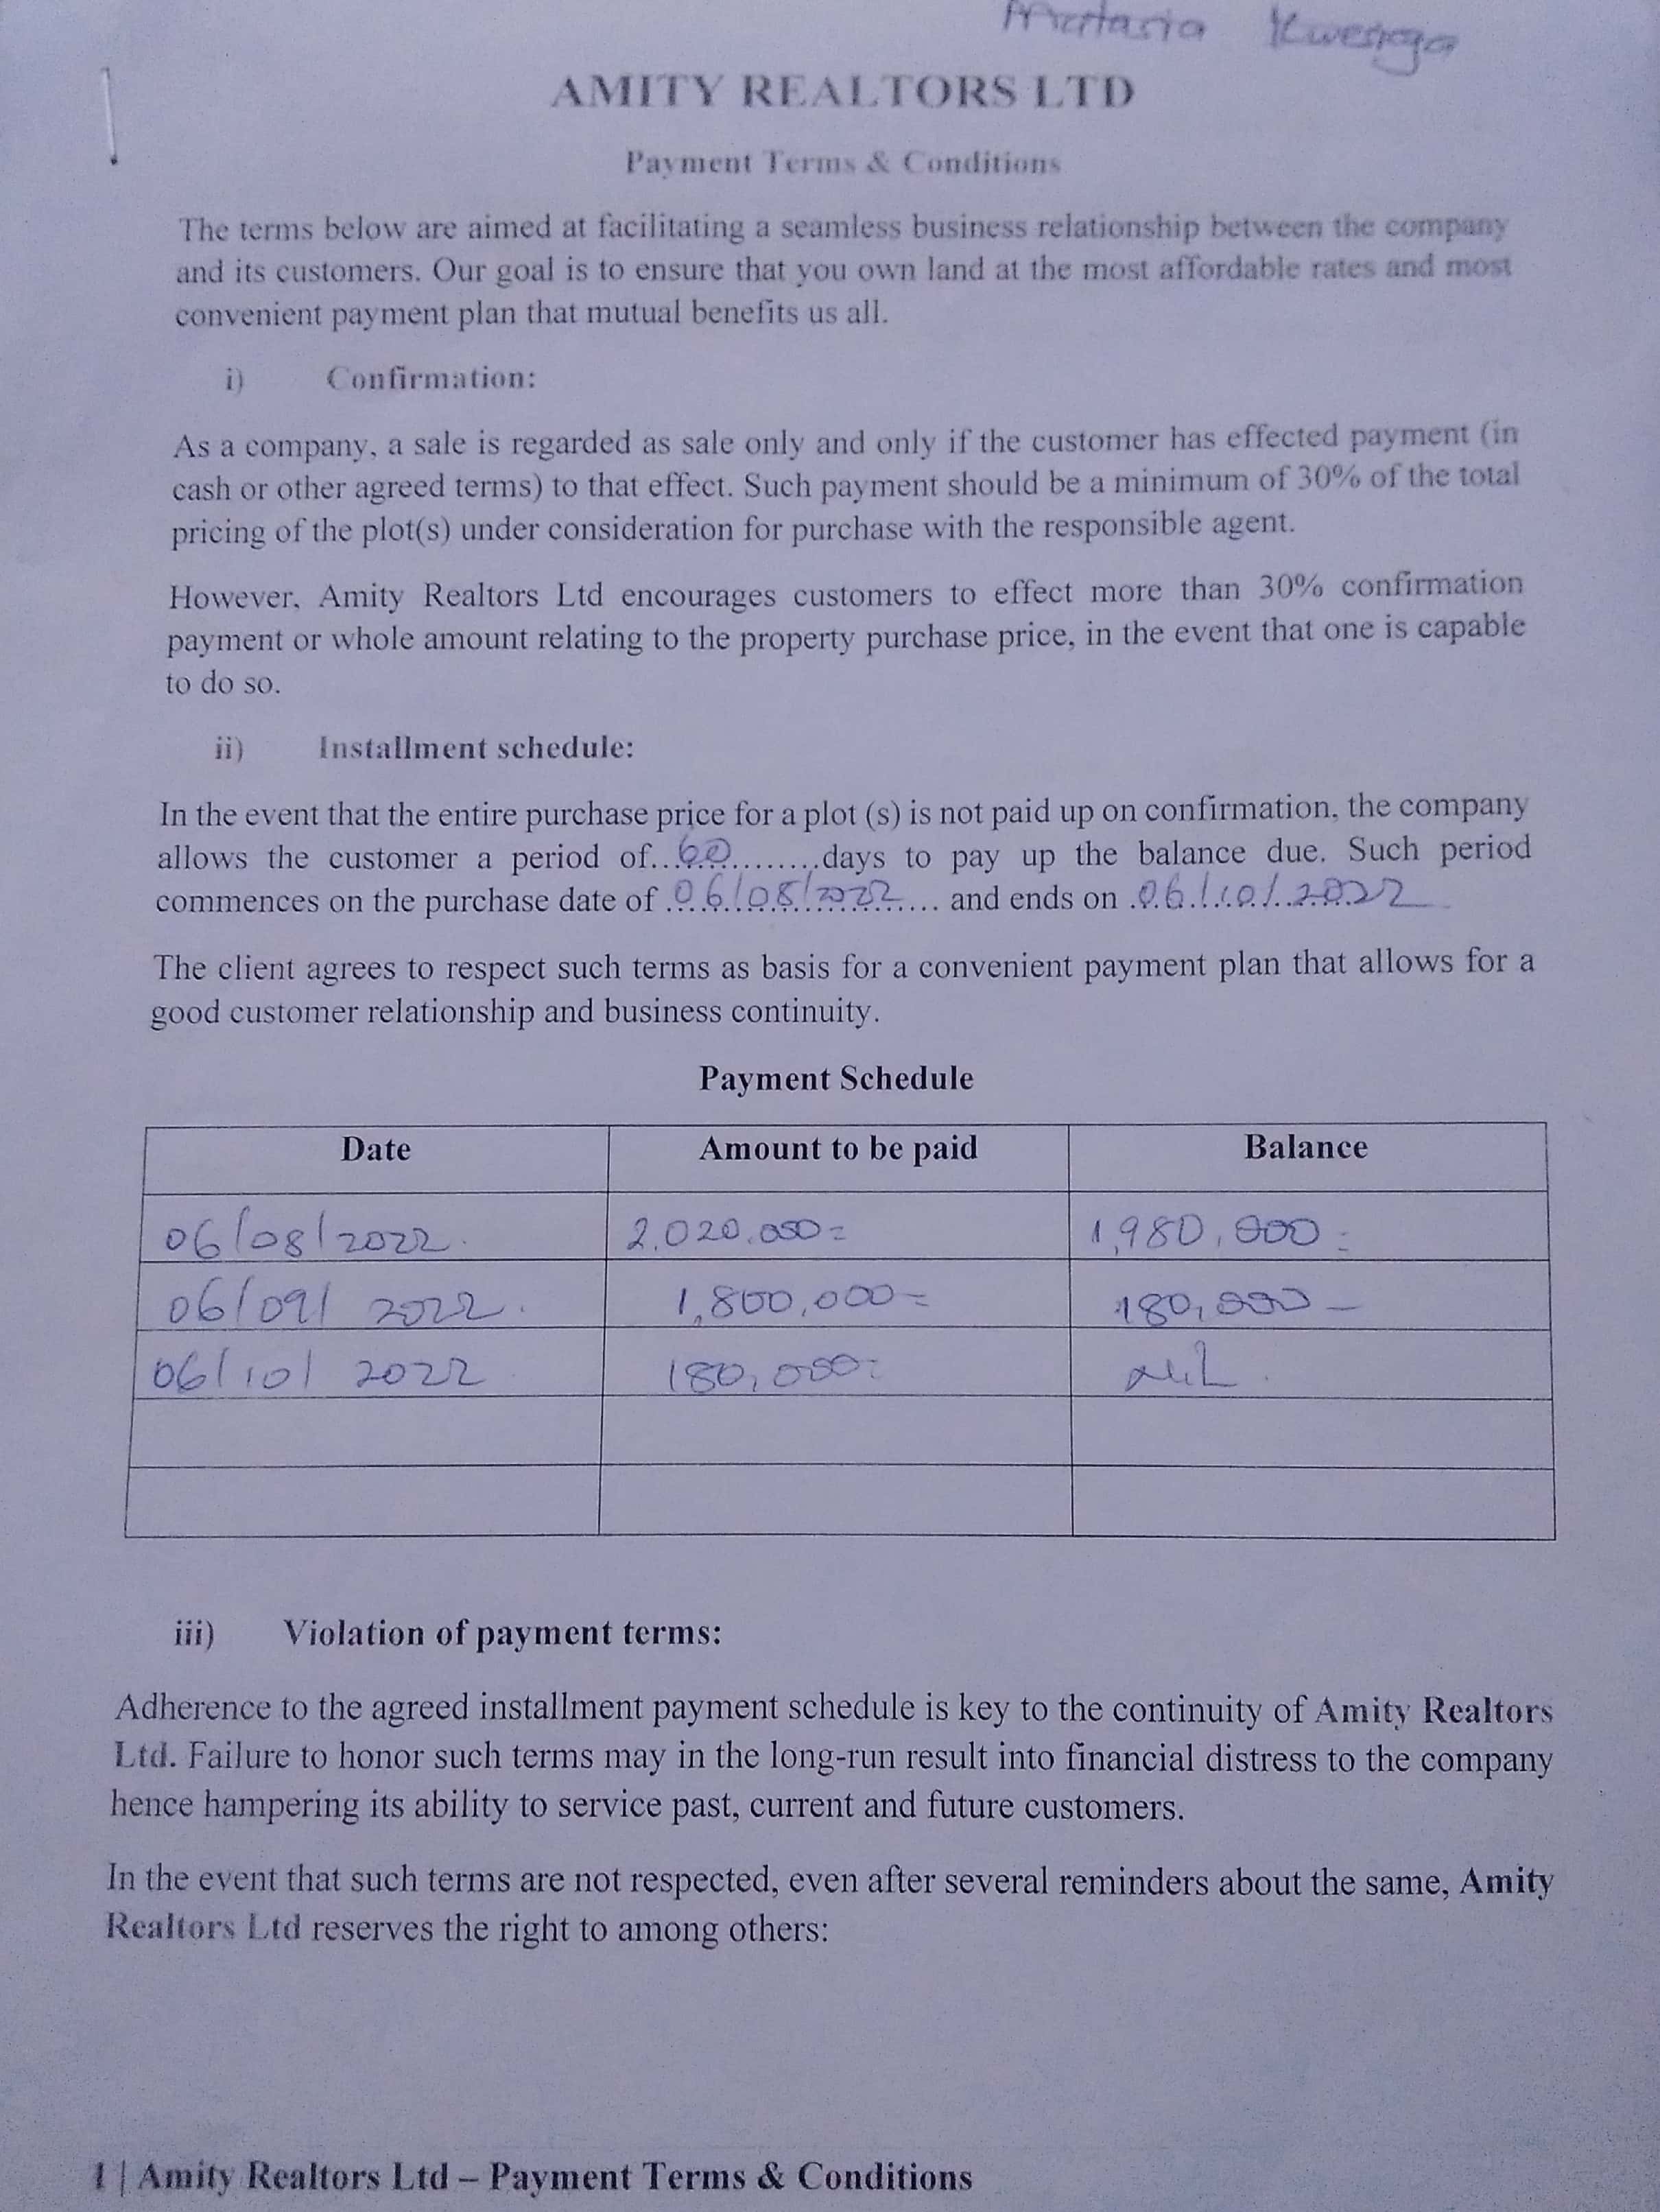 Matasia Kwesiga
AMITY REALTORS LTD
Payment Terms & Conditions
The terms below are aimed at facilitating a seamless business relationship between the company
and its customers. Our goal is to ensure that you own land at the most affordable rates and most
convenient payment plan that mutual benefits us all.
i) Confirmation:
As a company, a sale is regarded as sale only and only if the customer has effected payment (in
cash or other agreed terms) to that effect. Such payment should be a minimum of 30% of the total
pricing of the plot(s) under consideration for purchase with the responsible agent.
However, Amity Realtors Ltd encourages customers to effect more than 30% confirmation
payment or whole amount relating to the property purchase price, in the event that one is capable
to do so.
ii) Installment schedule:
In the event that the entire purchase price for a plot (s) is not paid up on confirmation, the company
allows the customer a period of..60.........days to pay up the balance due. Such period
commences on the purchase date of 06/08/2022... and ends on .06/10/2022
The client agrees to respect such terms as basis for a convenient payment plan that allows for a
good customer relationship and business continuity.
Payment Schedule
Date Amount to be paid Balance
06/08/2022. 2,020,000= 1,980,000=
06/09/2022. 1,800,000= 180,000-
06/10/2022 180,000= Nil.
iii) Violation of payment terms:
Adherence to the agreed installment payment schedule is key to the continuity of Amity Realtors
Ltd. Failure to honor such terms may in the long-run result into financial distress to the company
hence hampering its ability to service past, current and future customers.
In the event that such terms are not respected, even after several reminders about the same, Amity
Realtors Ltd reserves the right to among others:
1 | Amity Realtors Ltd – Payment Terms & Conditions